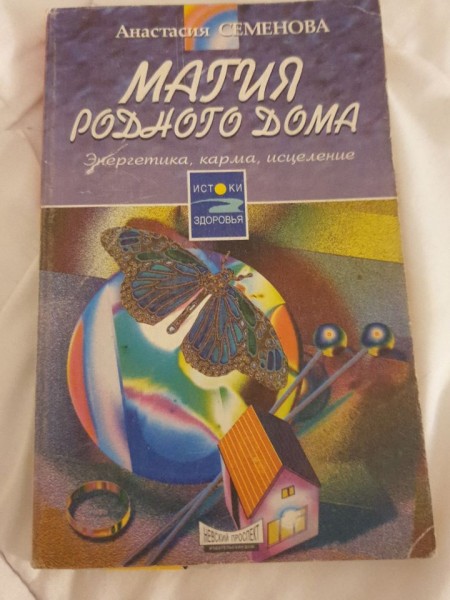 Анастасия СЕМЕНОВА
МАГИЯ
РОДНОГО ДОМА
Энергетика, карма, исцеление
ИСТОКИ
ЗДОРОВЬЯ
НЕВСКИЙ ПРОСПЕКТ